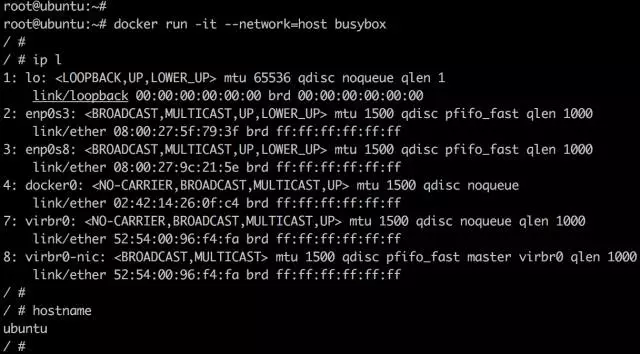 root@ubuntu:~#
root@ubuntu:~# docker run -it --network=host busybox
/ #
/ # ip l
1: lo: <LOOPBACK,UP,LOWER_UP> mtu 65536 qdisc noqueue qlen 1
    link/loopback 00:00:00:00:00:00 brd 00:00:00:00:00:00
2: enp0s3: <BROADCAST,MULTICAST,UP,LOWER_UP> mtu 1500 qdisc pfifo_fast qlen 1000
    link/ether 08:00:27:5f:79:3f brd ff:ff:ff:ff:ff:ff
3: enp0s8: <BROADCAST,MULTICAST,UP,LOWER_UP> mtu 1500 qdisc pfifo_fast qlen 1000
    link/ether 08:00:27:9c:21:5e brd ff:ff:ff:ff:ff:ff
4: docker0: <NO-CARRIER,BROADCAST,MULTICAST,UP> mtu 1500 qdisc noqueue
    link/ether 02:42:14:26:0f:c4 brd ff:ff:ff:ff:ff:ff
7: virbr0: <NO-CARRIER,BROADCAST,MULTICAST,UP> mtu 1500 qdisc noqueue qlen 1000
    link/ether 52:54:00:96:f4:fa brd ff:ff:ff:ff:ff:ff
8: virbr0-nic: <BROADCAST,MULTICAST> mtu 1500 qdisc pfifo_fast master virbr0 qlen 1000
    link/ether 52:54:00:96:f4:fa brd ff:ff:ff:ff:ff:ff
/ #
/ # hostname
ubuntu
/ #